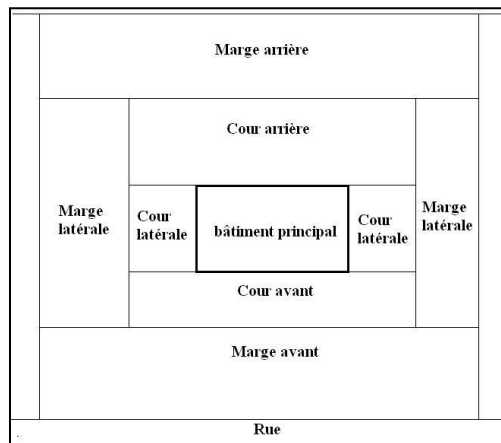 Marge arrière
Cour arrière
Marge
latérale
Cour
latérale
bâtiment principal
Cour
latérale
Marge
latérale
Cour avant
Marge avant
Rue